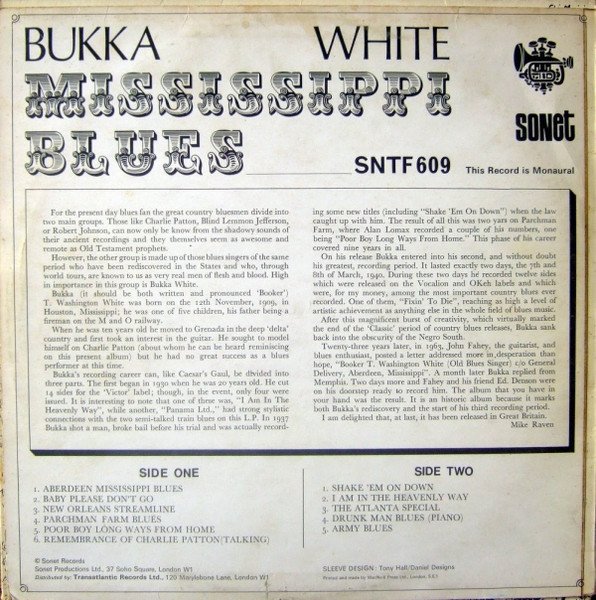 BUKKA WHITE
MISSISSIPPI
BLUES
sonet
SNTF 609 This Record is Monaural
For the present day blues fan the great country bluesmen divide into
two main groups. Those like Charlie Patton, Blind Lemmon Jefferson,
or Robert Johnson, can now only be know from the shadowy sounds of
their ancient recordings and they themselves seem as awesome and
remote as Old Testament prophets.
However, the other group is made up of those blues singers of the same
period who have been rediscovered in the States and who, through
world tours, are known to us as very real men of flesh and blood. High
in importance in this group is Bukka White.
Bukka (it should be both written and pronounced 'Booker')
T. Washington White was born on the 12th November, 1909, in
Houston, Mississippi; he was one of five children, his father being a
fireman on the M and O railway.
When he was ten years old he moved to Grenada in the deep 'delta'
country and first took an interest in the guitar. He sought to model
himself on Charlie Patton (about whom he can be heard reminiscing
on this present album) but he had no great success as a blues
performer at this time.
Bukka's recording career can, like Caesar's Gaul, be divided into
three parts. The first began in 1930 when he was 20 years old. He cut
14 sides for the 'Victor' label; though, in the event, only four were
issued. It is interesting to note that one of these was, "I Am In The
Heavenly Way", while another, "Panama Ltd.," had strong stylistic
connections with the two semi-talked train blues on this L.P. In 1937
Bukka shot a man, broke bail before his trial and was actually record-
ing some new titles (including "Shake 'Em On Down") when the law
caught up with him. The result of all this was two yars on Parchman
Farm, where Alan Lomax recorded a couple of his numbers, one
being "Poor Boy Long Ways From Home." This phase of his career
covered nine years in all.
On his release Bukka entered into his second, and without doubt
his greatest, recording period. It lasted exactly two days, the 7th and
8th of March, 1940. During these two days he recorded twelve sides
which were released on the Vocalion and OKeh labels and which
were, for my money, among the most important country blues ever
recorded. One of them, "Fixin' To Die", reaching as high a level of
artistic achievement as anything else in the whole field of blues music.
After this magnificent burst of creativity, which virtually marked
the end of the 'Classic' period of country blues releases, Bukka sank
back into the obscurity of the Negro South.
Twenty-three years later, in 1963, John Fahey, the guitarist, and
blues enthusiast, posted a letter addressed more in desperation than
hope, "Booker T. Washington White (Old Blues Singer) c/o General
Delivery, Aberdeen, Mississippi". A month later Bukka replied from
Memphis. Two days more and Fahey and his friend Ed. Denson were
on his doorstep ready to record him. The album that you have in
your hand was the result. It is an historic album because it marks
both Bukka's rediscovery and the start of his third recording period.
I am delighted that, at last, it has been released in Great Britain.
Mike Raven
SIDE ONE
1. ABERDEEN MISSISSIPPI BLUES
2. BABY PLEASE DON'T GO
3. NEW ORLEANS STREAMLINE
4. PARCHMAN FARM BLUES
5. POOR BOY LONG WAYS FROM HOME
6. REMEMBRANCE OF CHARLIE PATTON(TALKING)
SIDE TWO
1. SHAKE 'EM ON DOWN
2. I AM IN THE HEAVENLY WAY
3. THE ATLANTA SPECIAL
4. DRUNK MAN BLUES (PIANO)
5. ARMY BLUES
© Sonet Records
Sonet Productions Ltd., 37 Soho Square, London W1
Distributed by: Transatlantic Records Ltd., 120 Marylebone Lane, London W1
SLEEVE DESIGN: Tony Hall/Daniel Designs
Printed and made by MacNeill Press Ltd., London, S.E.1